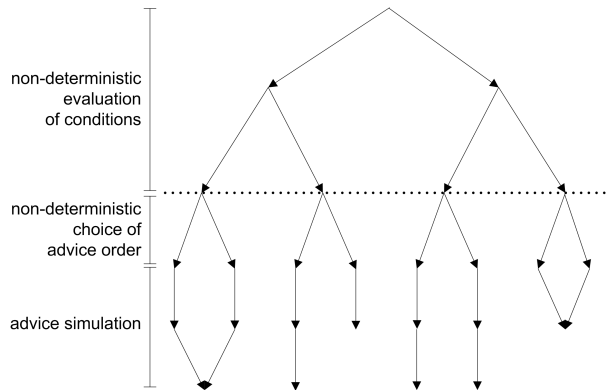 non-deterministic
evaluation
of conditions
non-deterministic
choice of
advice order
advice simulation